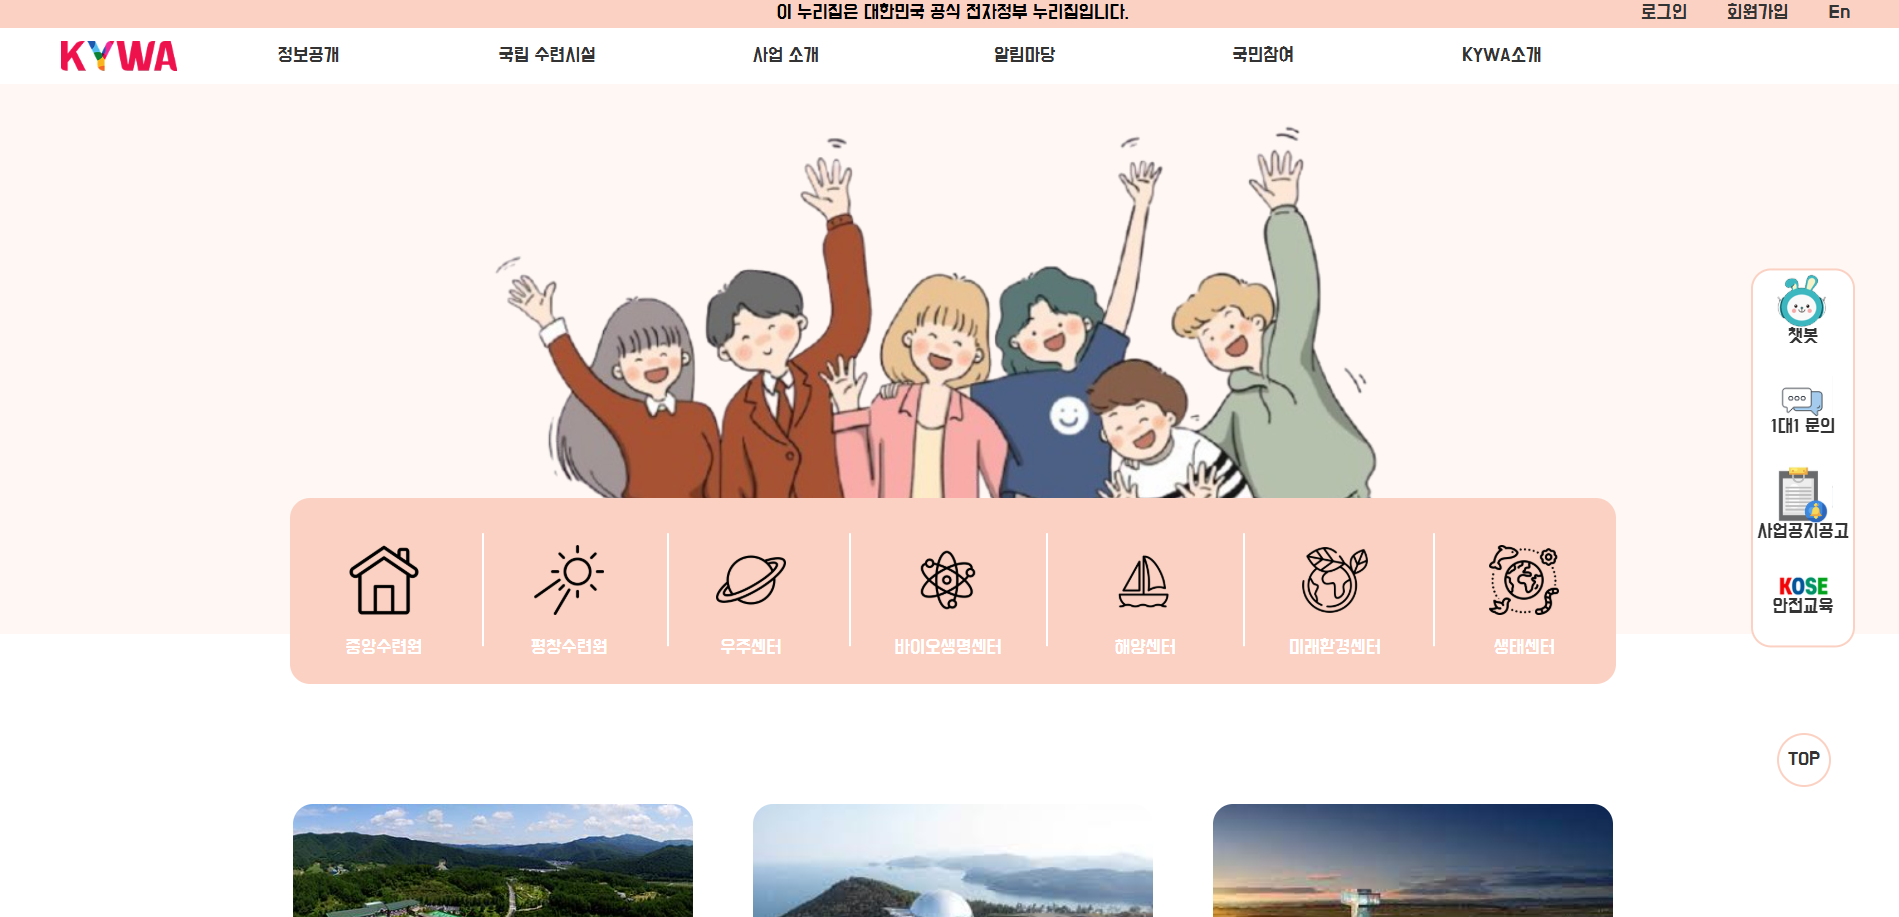 이 누리집은 대한민국 공식 전자정부 누리집입니다.
로그인 회원가입 En
KYWA 정보공개 국립 수련시설 사업 소개 알림마당 국민참여 KYWA소개
챗봇
1대1 문의
사업공지공고
KOSE
안전교육
중앙수련원 평창수련원 우주센터 바이오생명센터 해양센터 미래환경센터 생태센터
TOP